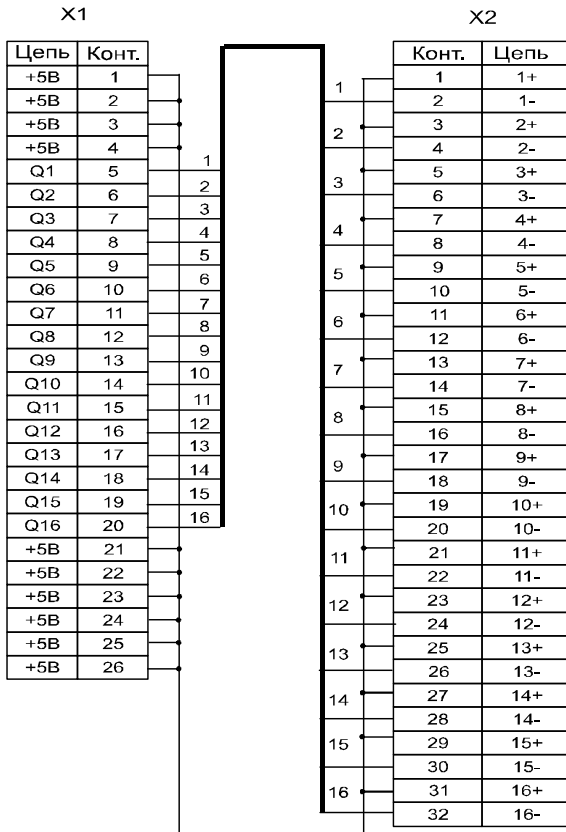 X1
Цепь Конт.
+5В 1
+5В 2
+5В 3
+5В 4
Q1 5 1
Q2 6 2
Q3 7 3
Q4 8 4
Q5 9 5
Q6 10 6
Q7 11 7
Q8 12 8
Q9 13 9
Q10 14 10
Q11 15 11
Q12 16 12
Q13 17 13
Q14 18 14
Q15 19 15
Q16 20 16
+5В 21
+5В 22
+5В 23
+5В 24
+5В 25
+5В 26
X2
Конт. Цепь
1 1 1+
2 1-
2 3 2+
4 2-
3 5 3+
6 3-
4 7 4+
8 4-
5 9 5+
10 5-
6 11 6+
12 6-
7 13 7+
14 7-
8 15 8+
16 8-
9 17 9+
18 9-
10 19 10+
20 10-
11 21 11+
22 11-
12 23 12+
24 12-
13 25 13+
26 13-
14 27 14+
28 14-
15 29 15+
30 15-
16 31 16+
32 16-